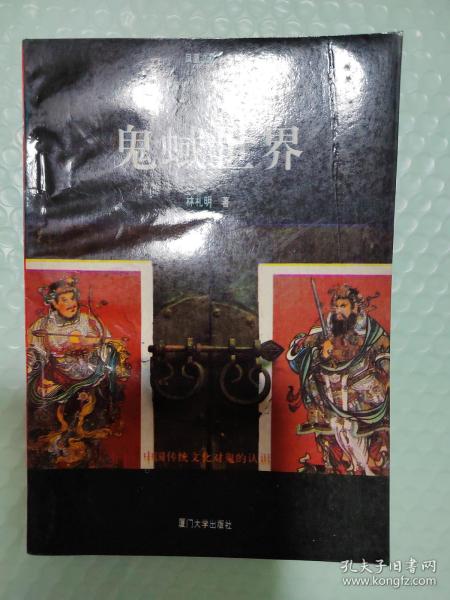 鬼蜮世界
林礼明 著
中国传统文化对鬼的认识
厦门大学出版社
孔夫子旧书网
www.kongfz.com